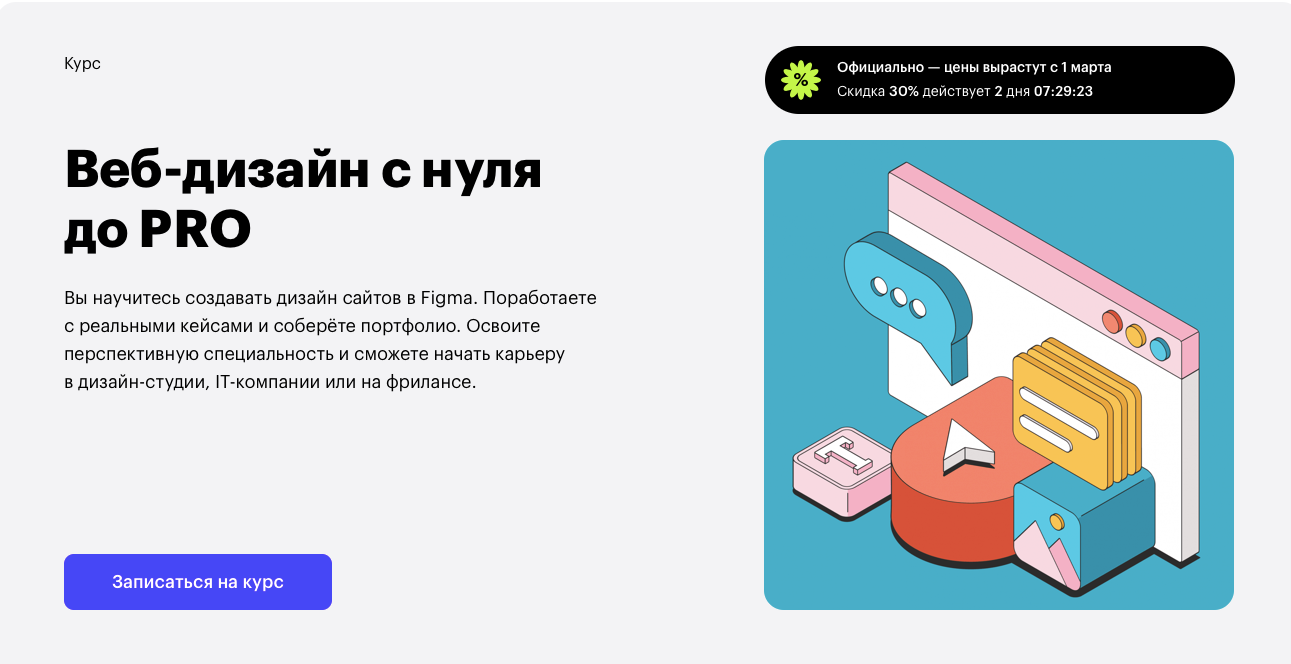 Курс
Официально — цены вырастут с 1 марта
% Скидка 30% действует 2 дня 07:29:23
Веб-дизайн с нуля
до PRO
Вы научитесь создавать дизайн сайтов в Figma. Поработаете
с реальными кейсами и соберёте портфолио. Освоите
перспективную специальность и сможете начать карьеру
в дизайн-студии, IT-компании или на фрилансе.
T
Записаться на курс